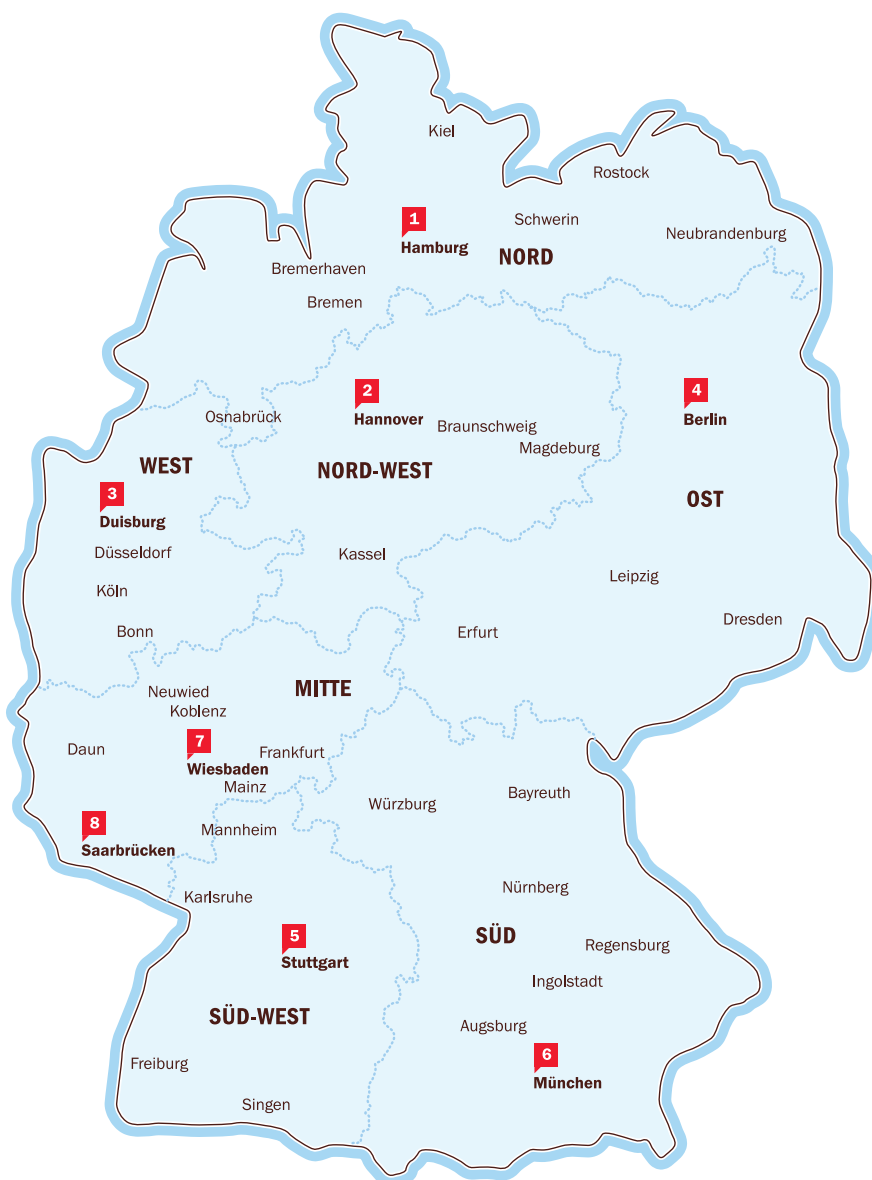 Kiel
Rostock
1
Schwerin
Hamburg
Neubrandenburg
NORD
Bremerhaven
Bremen
2
4
Osnabrück
Hannover
Berlin
Braunschweig
Magdeburg
WEST
NORD-WEST
3
OST
Duisburg
Düsseldorf
Kassel
Leipzig
Köln
Dresden
Bonn
Erfurt
Neuwied
MITTE
Koblenz
7
Daun
Frankfurt
Wiesbaden
Mainz
Bayreuth
Würzburg
8
Mannheim
Saarbrücken
Nürnberg
Karlsruhe
5
SÜD
Regensburg
Stuttgart
Ingolstadt
SÜD-WEST
Augsburg
6
Freiburg
München
Singen